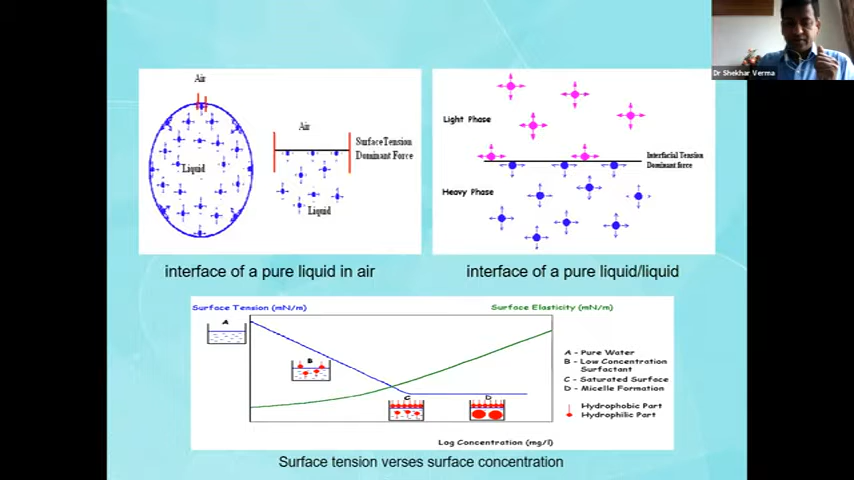 Dr Shekhar Verma
Air
Liquid
Air
Surface Tension
Dominant Force
Liquid
Light Phase
Interfacial Tension
Dominant force
Heavy Phase
interface of a pure liquid in air
interface of a pure liquid/liquid
Surface Tension (mN/m)
Surface Elasticity (mN/m)
A
B
C
D
A - Pure Water
B - Low Concentration
Surfactant
C - Saturated Surface
D - Micelle Formation
Hydrophobic Part
Hydrophilic Part
Log Concentration (mg/l)
Surface tension verses surface concentration